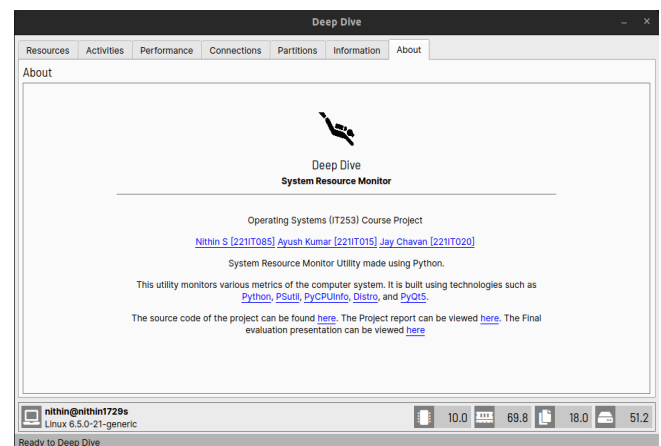 Deep Dive
Resources Activities Performance Connections Partitions Information About
About
Deep Dive
System Resource Monitor
Operating Systems (IT253) Course Project
Nithin S [221IT085] Ayush Kumar [221IT015] Jay Chavan [221IT020]
System Resource Monitor Utility made using Python.
This utility monitors various metrics of the computer system. It is built using technologies such as
Python, PSutil, PyCPUInfo, Distro, and PyQt5.
The source code of the project can be found here. The Project report can be viewed here. The Final
evaluation presentation can be viewed here
nithin@nithin1729s
Linux 6.5.0-21-generic
10.0 69.8 18.0 51.2
Ready to Deep Dive